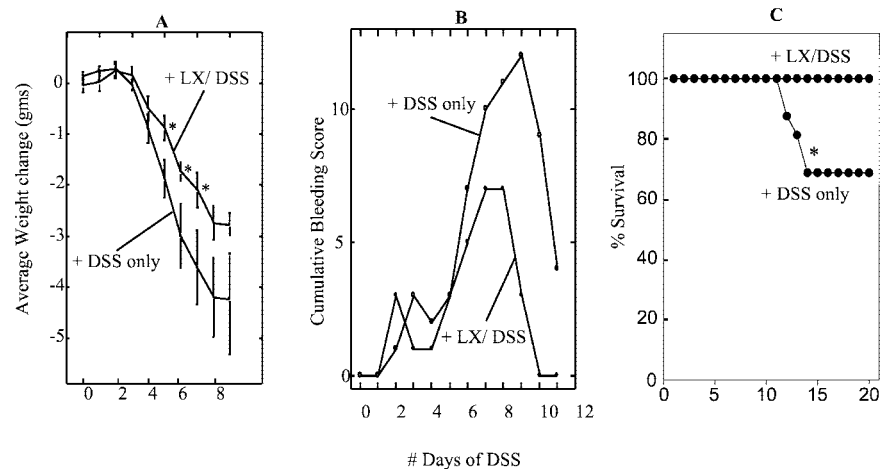 A
B
C
Average Weight change (gms)
0
-1
-2
-3
-4
-5
+ LX/ DSS
*
*
*
+ DSS only
0 2 4 6 8
Cumulative Bleeding Score
10
5
0
+ DSS only
+ LX/ DSS
0 2 4 6 8 10 11 12
% Survival
100
80
60
40
20
0
+ LX/DSS
*
+ DSS only
0 5 10 15 20
# Days of DSS